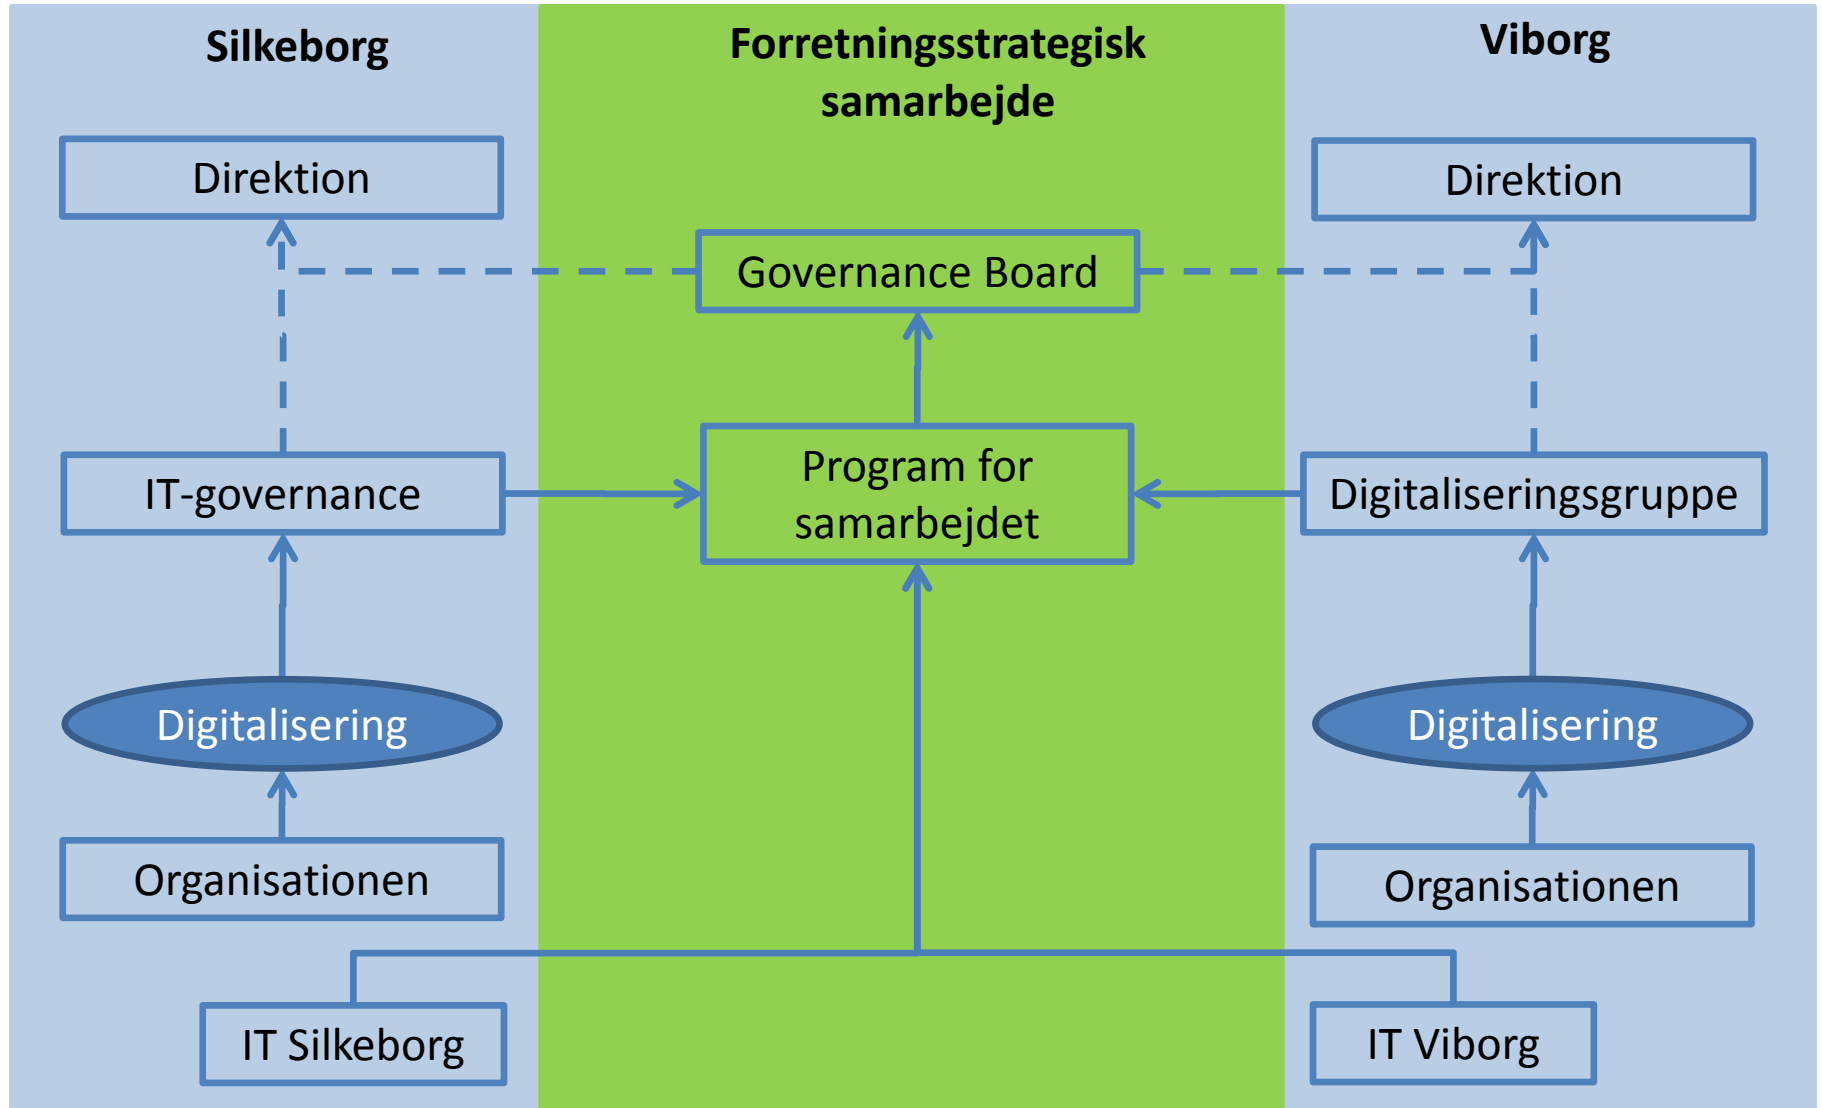 Silkeborg
Forretningsstrategisk
samarbejde
Viborg
Direktion
Direktion
Governance Board
IT-governance
Program for
samarbejdet
Digitaliseringsgruppe
Digitalisering
Digitalisering
Organisationen
Organisationen
IT Silkeborg
IT Viborg